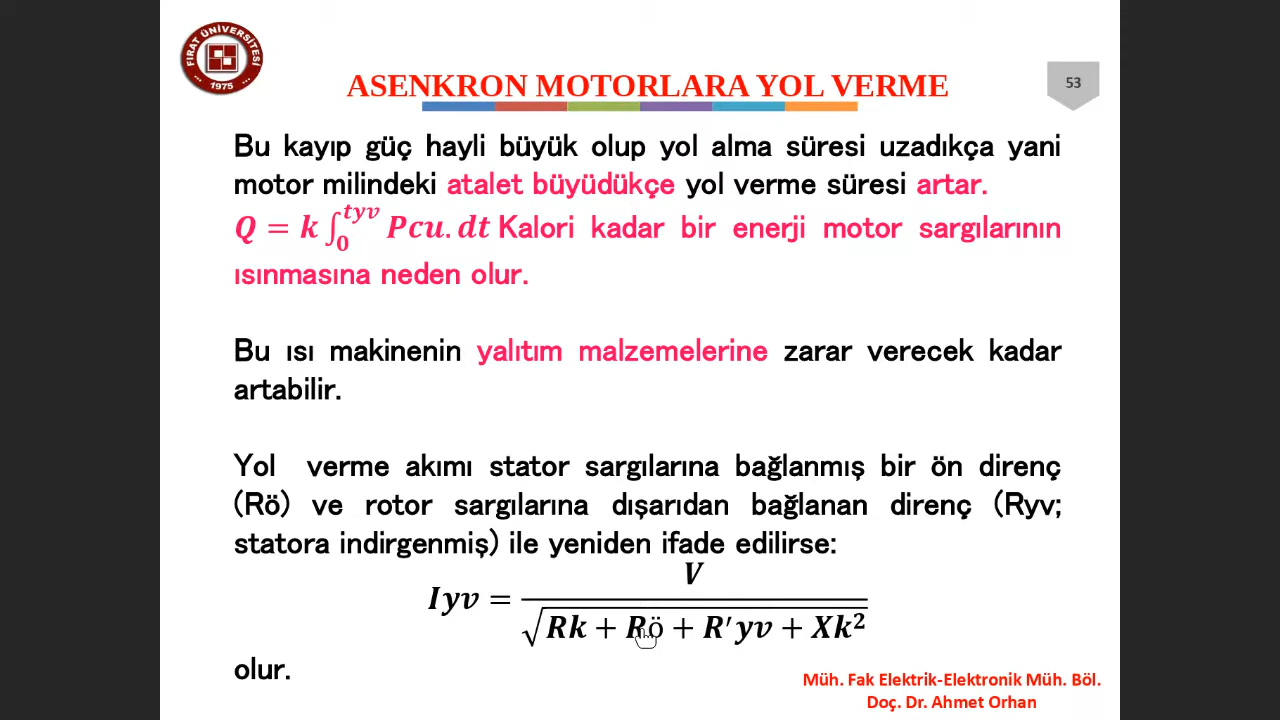 FIRAT ÜNİVERSİTESİ
1975
ASENKRON MOTORLARA YOL VERME
53
Bu kayıp güç hayli büyük olup yol alma süresi uzadıkça yani
motor milindeki atalet büyüdükçe yol verme süresi artar.
Q = k ∫₀ᵗʸᵛ Pcu. dt Kalori kadar bir enerji motor sargılarının
ısınmasına neden olur.
Bu ısı makinenin yalıtım malzemelerine zarar verecek kadar
artabilir.
Yol verme akımı stator sargılarına bağlanmış bir ön direnç
(Rö) ve rotor sargılarına dışarıdan bağlanan direnç (Ryv;
statora indirgenmiş) ile yeniden ifade edilirse:
Iyv = V / √(Rk + Rö + R′yv + Xk²)
olur.
Müh. Fak Elektrik-Elektronik Müh. Böl.
Doç. Dr. Ahmet Orhan